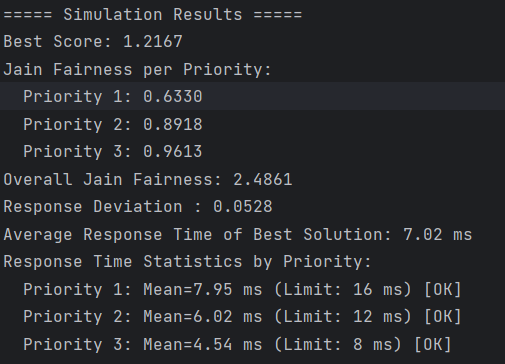 ===== Simulation Results =====
Best Score: 1.2167
Jain Fairness per Priority:
  Priority 1: 0.6330
  Priority 2: 0.8918
  Priority 3: 0.9613
Overall Jain Fairness: 2.4861
Response Deviation : 0.0528
Average Response Time of Best Solution: 7.02 ms
Response Time Statistics by Priority:
  Priority 1: Mean=7.95 ms (Limit: 16 ms) [OK]
  Priority 2: Mean=6.02 ms (Limit: 12 ms) [OK]
  Priority 3: Mean=4.54 ms (Limit: 8 ms) [OK]